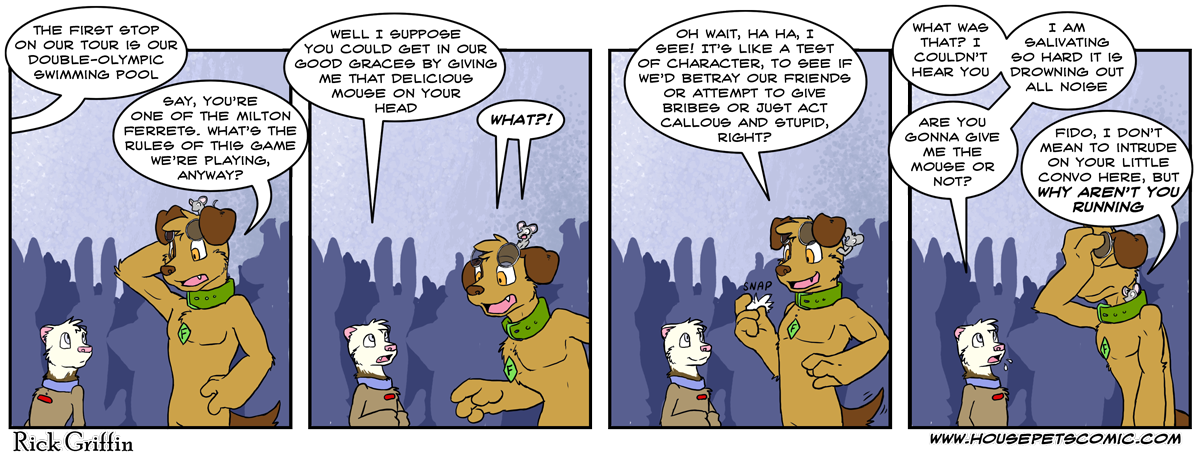 THE FIRST STOP
ON OUR TOUR IS OUR
DOUBLE-OLYMPIC
SWIMMING POOL
SAY, YOU'RE
ONE OF THE MILTON
FERRETS. WHAT'S THE
RULES OF THIS GAME
WE'RE PLAYING,
ANYWAY?
WELL I SUPPOSE
YOU COULD GET IN OUR
GOOD GRACES BY GIVING
ME THAT DELICIOUS
MOUSE ON YOUR
HEAD
WHAT?!
OH WAIT, HA HA, I
SEE! IT'S LIKE A TEST
OF CHARACTER, TO SEE IF
WE'D BETRAY OUR FRIENDS
OR ATTEMPT TO GIVE
BRIBES OR JUST ACT
CALLOUS AND STUPID,
RIGHT?
SNAP
F
WHAT WAS
THAT? I
COULDN'T
HEAR YOU
I AM
SALIVATING
SO HARD IT IS
DROWNING OUT
ALL NOISE
ARE YOU
GONNA GIVE
ME THE
MOUSE OR
NOT?
FIDO, I DON'T
MEAN TO INTRUDE
ON YOUR LITTLE
CONVO HERE, BUT
WHY AREN'T YOU
RUNNING
Rick Griffin
WWW.HOUSEPETSCOMIC.COM